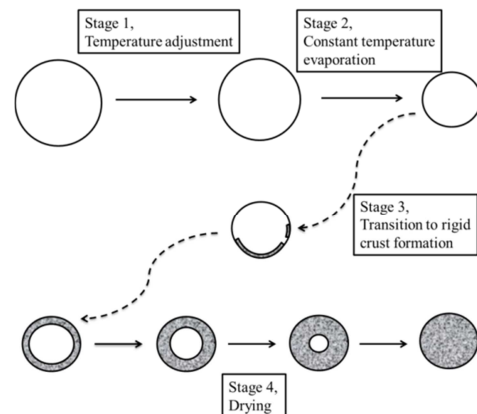 Stage 1,
Temperature adjustment
Stage 2,
Constant temperature
evaporation
Stage 3,
Transition to rigid
crust formation
Stage 4,
Drying